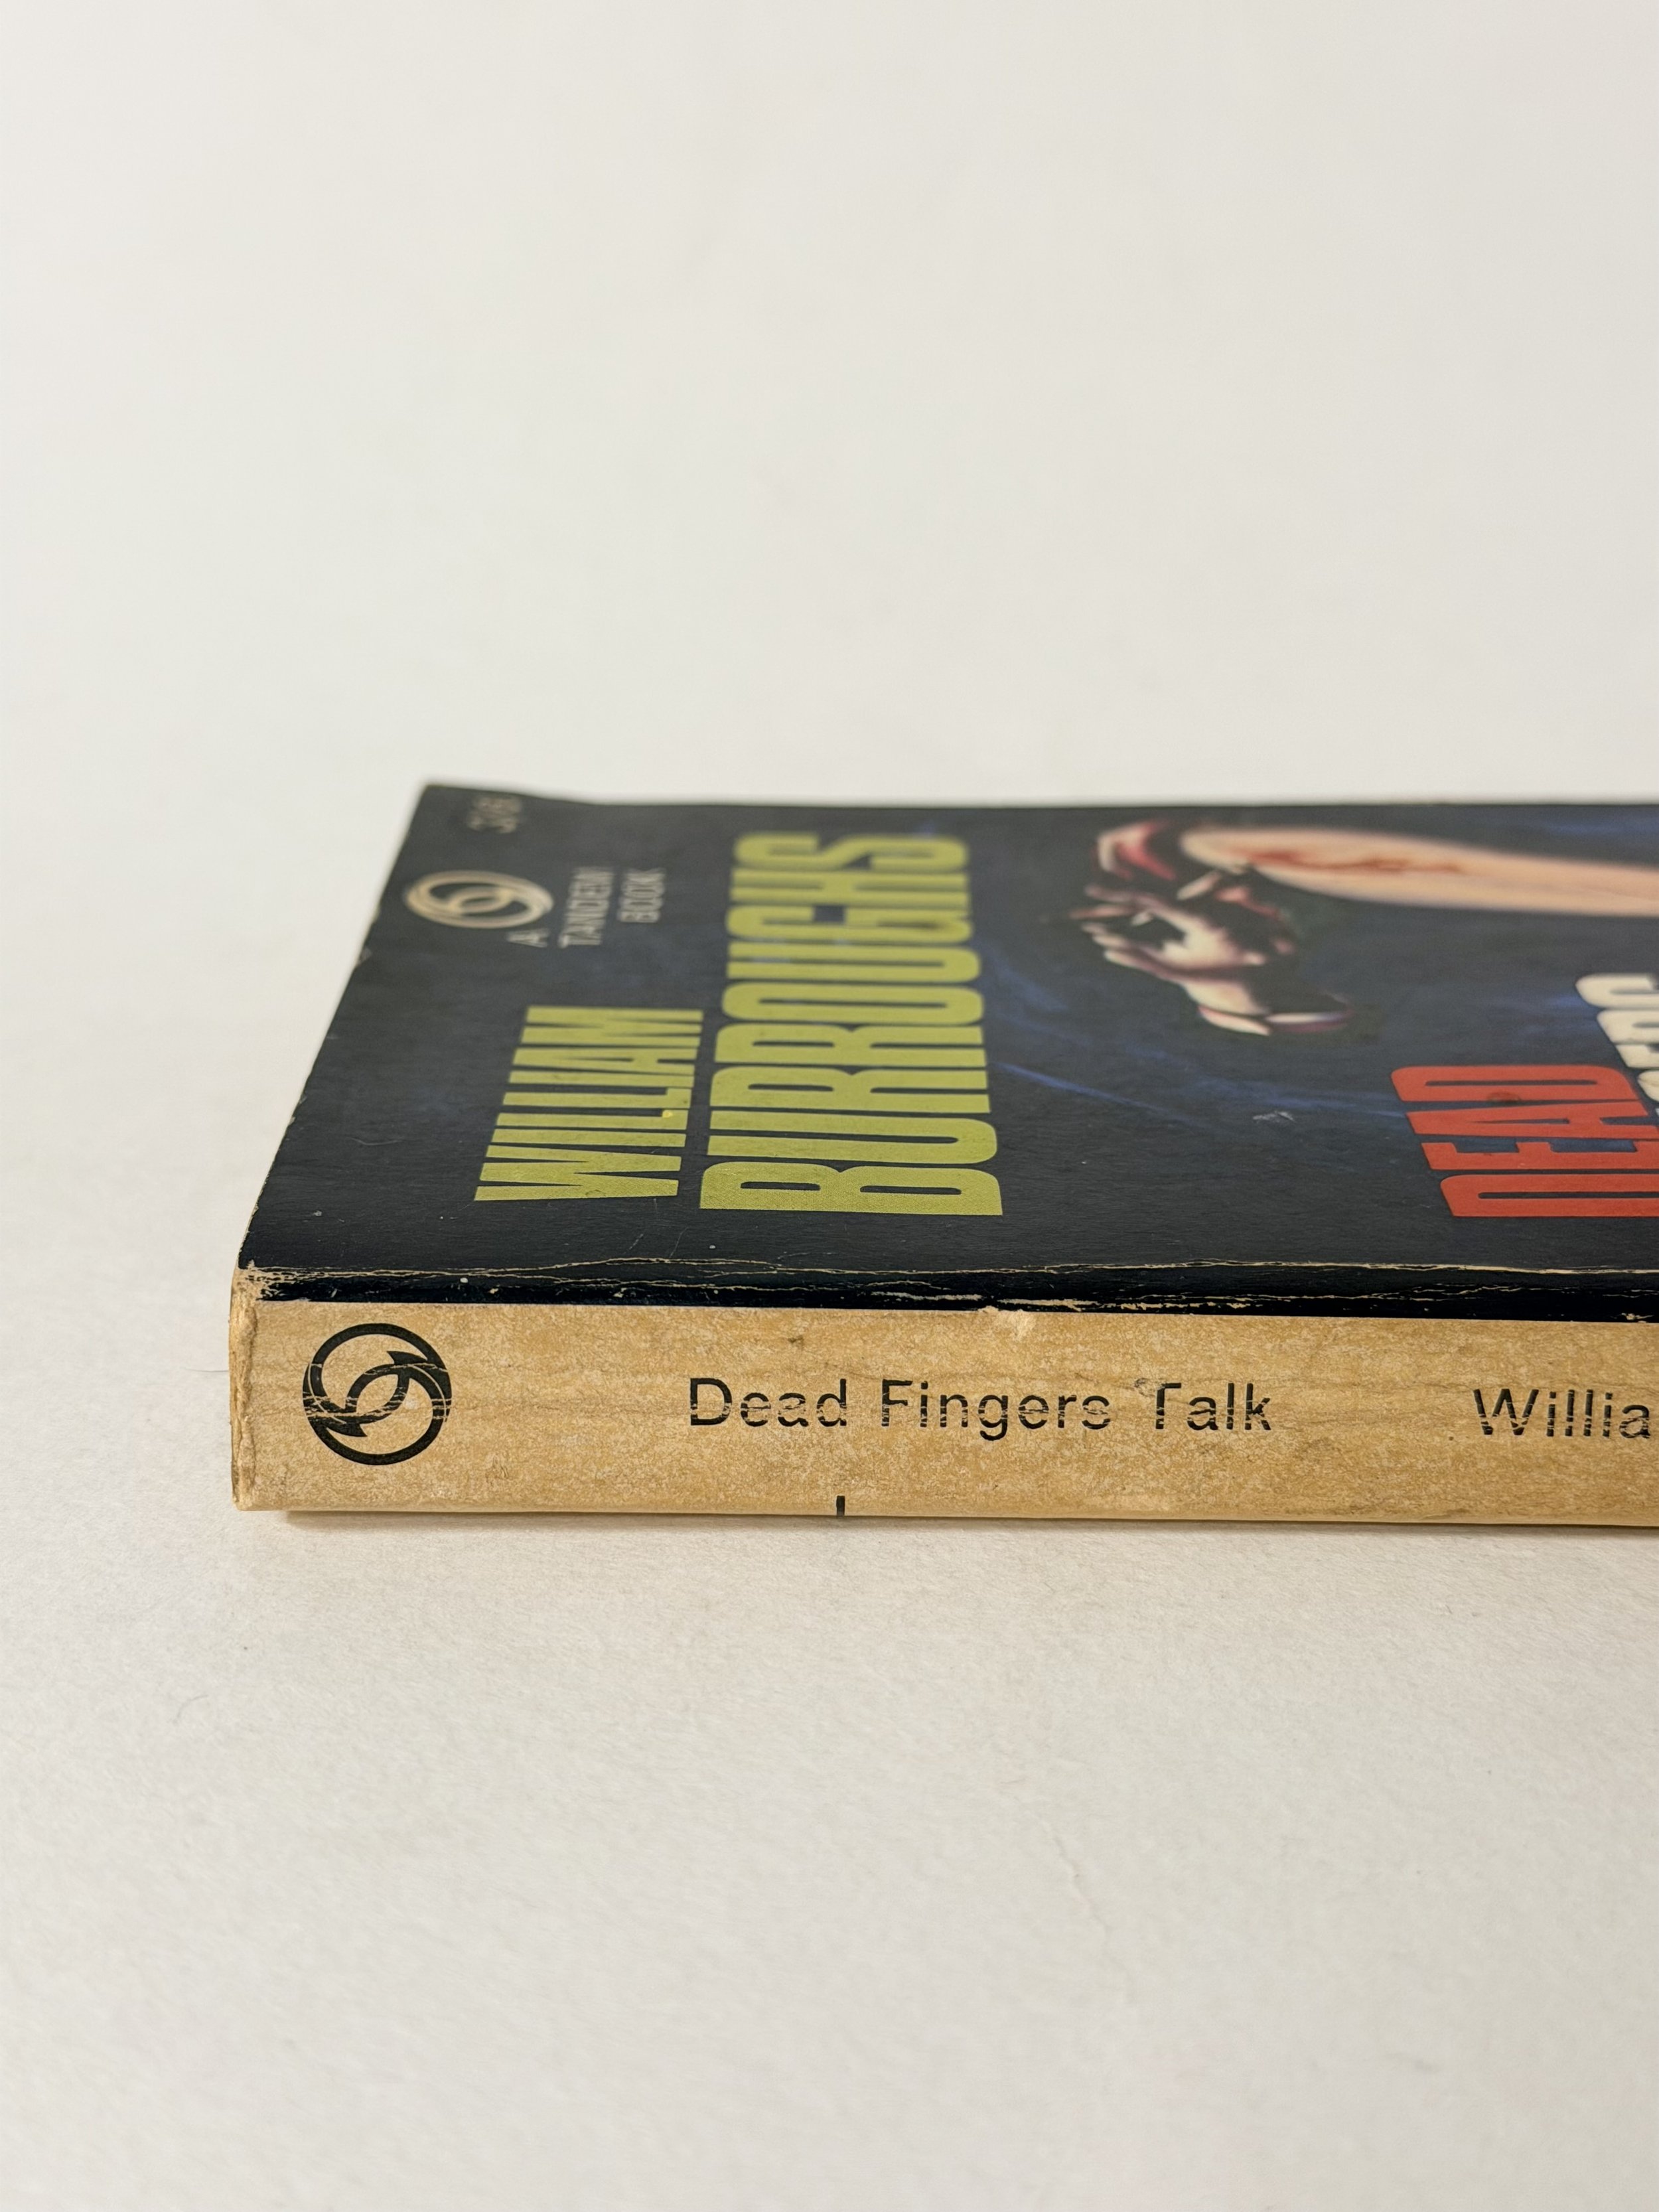 3/6
A
TANDEM
BOOK
WILLIAM
BURROUGHS
DEAD
Dead Fingers Talk
Willia